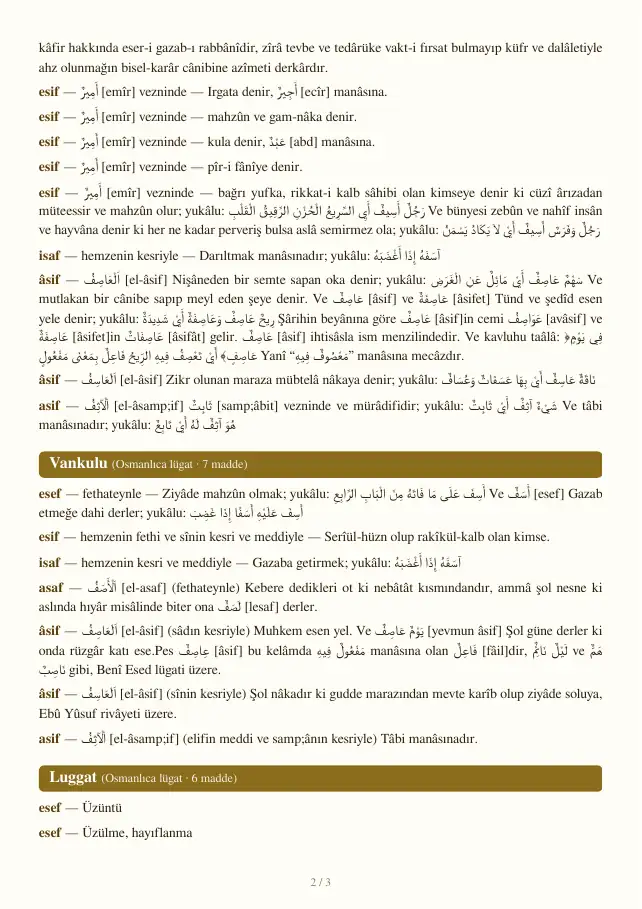 kâfir hakkında eser-i gazab-ı rabbânîdir, zîrâ tevbe ve tedârüke vakt-i fırsat bulmayıp küfr ve dalâletiyle
ahz olunmağın bisel-karâr cânibine azîmeti derkârdır.
esif — أَمِيرٌ [emîr] vezninde — Irgata denir, أَجِيرٌ [ecîr] manâsına.
esif — أَمِيرٌ [emîr] vezninde — mahzûn ve gam-nâka denir.
esif — أَمِيرٌ [emîr] vezninde — kula denir, عَبْدٌ [abd] manâsına.
esif — أَمِيرٌ [emîr] vezninde — pîr-i fânîye denir.
esif — أَمِيرٌ [emîr] vezninde — bağrı yufka, rikkat-i kalb sâhibi olan kimseye denir ki cüzî ârızadan
müteessir ve mahzûn olur; yukâlu: رَجُلٌ أَسِيفٌ أَيِ السَّرِيعُ الْحُزْنِ الرَّقِيقُ الْقَلْبِ Ve bünyesi zebûn ve nahîf insân
ve hayvâna denir ki her ne kadar perveriş bulsa aslâ semirmez ola; yukâlu: رَجُلٌ وَفَرَسٌ أَسِيفٌ أَيْ لاَ يَكَادُ يَسْمَنُ
isaf — hemzenin kesriyle — Darıltmak manâsınadır; yukâlu: آسَفَهُ إِذَا أَغْضَبَهُ
âsif — اَلْعَاصِفُ [el-âsif] Nişâneden bir semte sapan oka denir; yukâlu: سَهْمٌ عَاصِفٌ أَيْ مَائِلٌ عَنِ الْغَرَضِ Ve
mutlakan bir cânibe sapıp meyl eden şeye denir. Ve عَاصِفٌ [âsif] ve عَاصِفَةٌ [âsifet] Tünd ve şedîd esen
yele denir; yukâlu: رِيحٌ عَاصِفٌ وَعَاصِفَةٌ أَيْ شَدِيدَةٌ Şârihin beyânına göre عَاصِفٌ [âsif]in cemi عَوَاصِفُ [avâsif] ve
عَاصِفَةٌ [âsifet]in عَاصِفَاتٌ [âsifât] gelir. عَاصِفٌ [âsif] ihtisâsla ism menzilindedir. Ve kavluhu taâlâ: ﴿فِي يَوْمٍ
عَاصِفٍ﴾ أَيْ تَعْصِفُ فِيهِ الرِّيحُ فَاعِلٌ بِمَعْنَى مَفْعُولٍ Yanî “مَعْصُوفٌ فِيهِ” manâsına mecâzdır.
âsif — اَلْعَاسِفُ [el-âsif] Zikr olunan maraza mübtelâ nâkaya denir; yukâlu: نَاقَةٌ عَاسِفٌ أَيْ بِهَا عَسَفَاتٌ وَعُسَافٌ
asif — اَلْآثِفُ [el-âsamp;if] ثَابِتٌ [samp;âbit] vezninde ve mürâdifidir; yukâlu: شَيْءٌ آثِفٌ أَيْ ثَابِتٌ Ve tâbi
manâsınadır; yukâlu: هُوَ آثِفٌ لَهُ أَيْ تَابِعٌ
Vankulu (Osmanlıca lügat · 7 madde)
esef — fethateynle — Ziyâde mahzûn olmak; yukâlu: أَسِفَ عَلَى مَا فَاتَهُ مِنَ الْبَابِ الرَّابِعِ Ve أَسَفٌ [esef] Gazab
etmeğe dahi derler; yukâlu: أَسِفَ عَلَيْهِ أَسَفًا إِذَا غَضِبَ
esif — hemzenin fethi ve sînin kesri ve meddiyle — Serîül-hüzn olup rakîkül-kalb olan kimse.
isaf — hemzenin kesri ve meddiyle — Gazaba getirmek; yukâlu: آسَفَهُ إِذَا أَغْضَبَهُ
asaf — اَلْأَصَفُ [el-asaf] (fethateynle) Kebere dedikleri ot ki nebâtât kısmındandır, ammâ şol nesne ki
aslında hıyâr misâlinde biter ona لَصَفٌ [lesaf] derler.
âsif — اَلْعَاصِفُ [el-âsif] (sâdın kesriyle) Muhkem esen yel. Ve يَوْمٌ عَاصِفٌ [yevmun âsif] Şol güne derler ki
onda rüzgâr katı ese.Pes عَاصِفٌ [âsif] bu kelâmda مَفْعُولٌ فِيهِ manâsına olan فَاعِلٌ [fâil]dir, لَيْلٌ نَائِمٌ ve هَمٌّ
نَاصِبٌ gibi, Benî Esed lügati üzere.
âsif — اَلْعَاسِفُ [el-âsif] (sînin kesriyle) Şol nâkadır ki gudde marazından mevte karîb olup ziyâde soluya,
Ebû Yûsuf rivâyeti üzere.
asif — اَلْآثِفُ [el-âsamp;if] (elifin meddi ve samp;ânın kesriyle) Tâbi manâsınadır.
Luggat (Osmanlıca lügat · 6 madde)
esef — Üzüntü
esef — Üzülme, hayıflanma
2 / 3